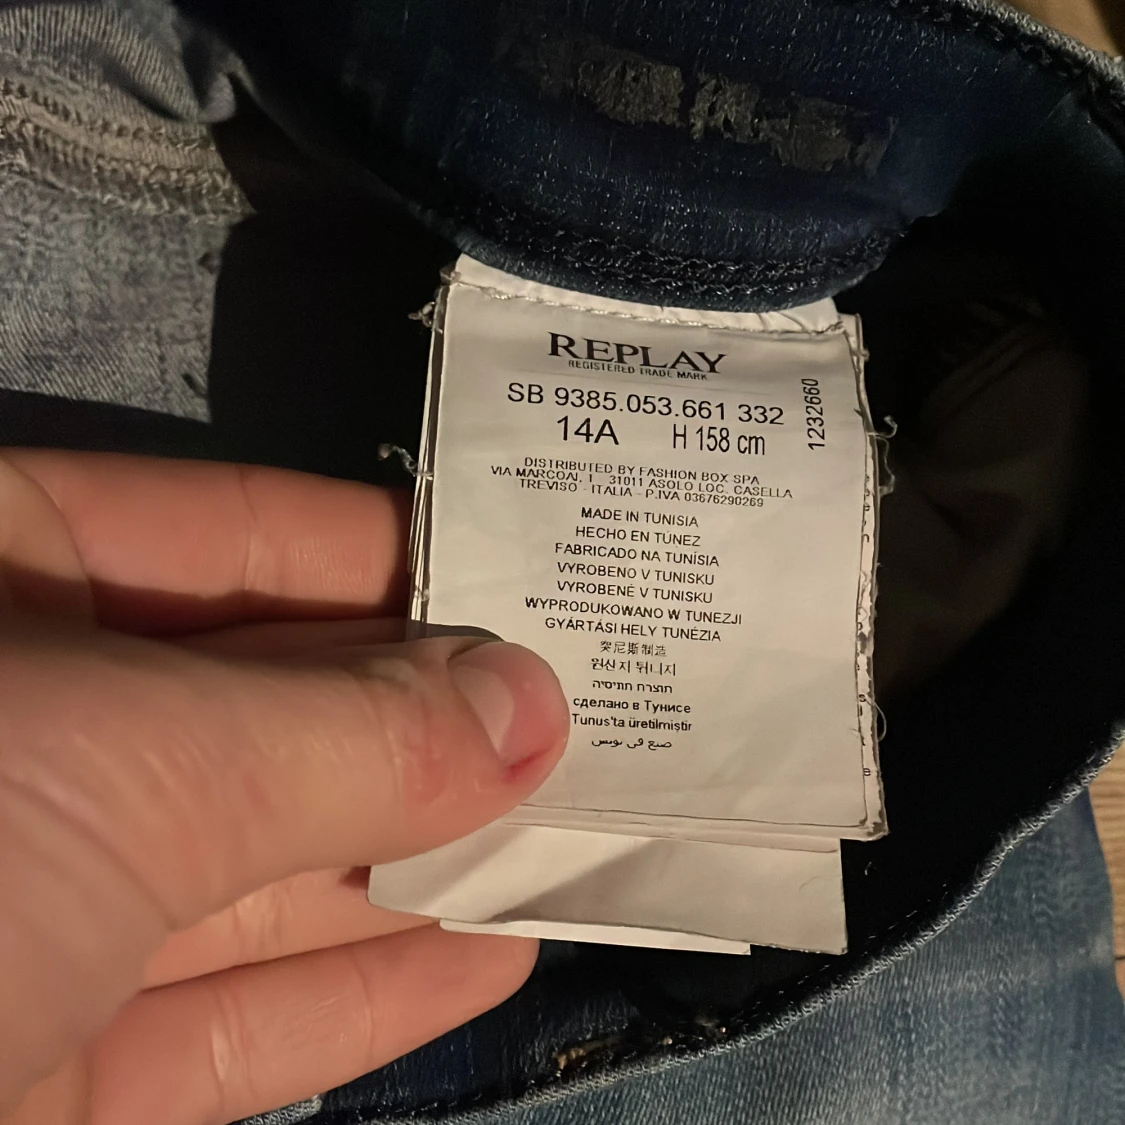 REPLAY
REGISTERED TRADE MARK
SB 9385.053.661 332
14A H 158 cm
1232660
DISTRIBUTED BY FASHION BOX SPA
VIA MARCONI, 1 31011 ASOLO LOC. CASELLA
TREVISO - ITALIA - P.IVA 03676290269
MADE IN TUNISIA
HECHO EN TÚNEZ
FABRICADO NA TUNÍSIA
VYROBENO V TUNISKU
VYROBENÉ V TUNISKU
WYPRODUKOWANO W TUNEZJI
GYÁRTÁSI HELY TUNÉZIA
突尼斯制造
원산지 튀니지
תוצרת תוניסיה
сделано в Тунисе
Tunus'ta üretilmiştir
صنع في تونس